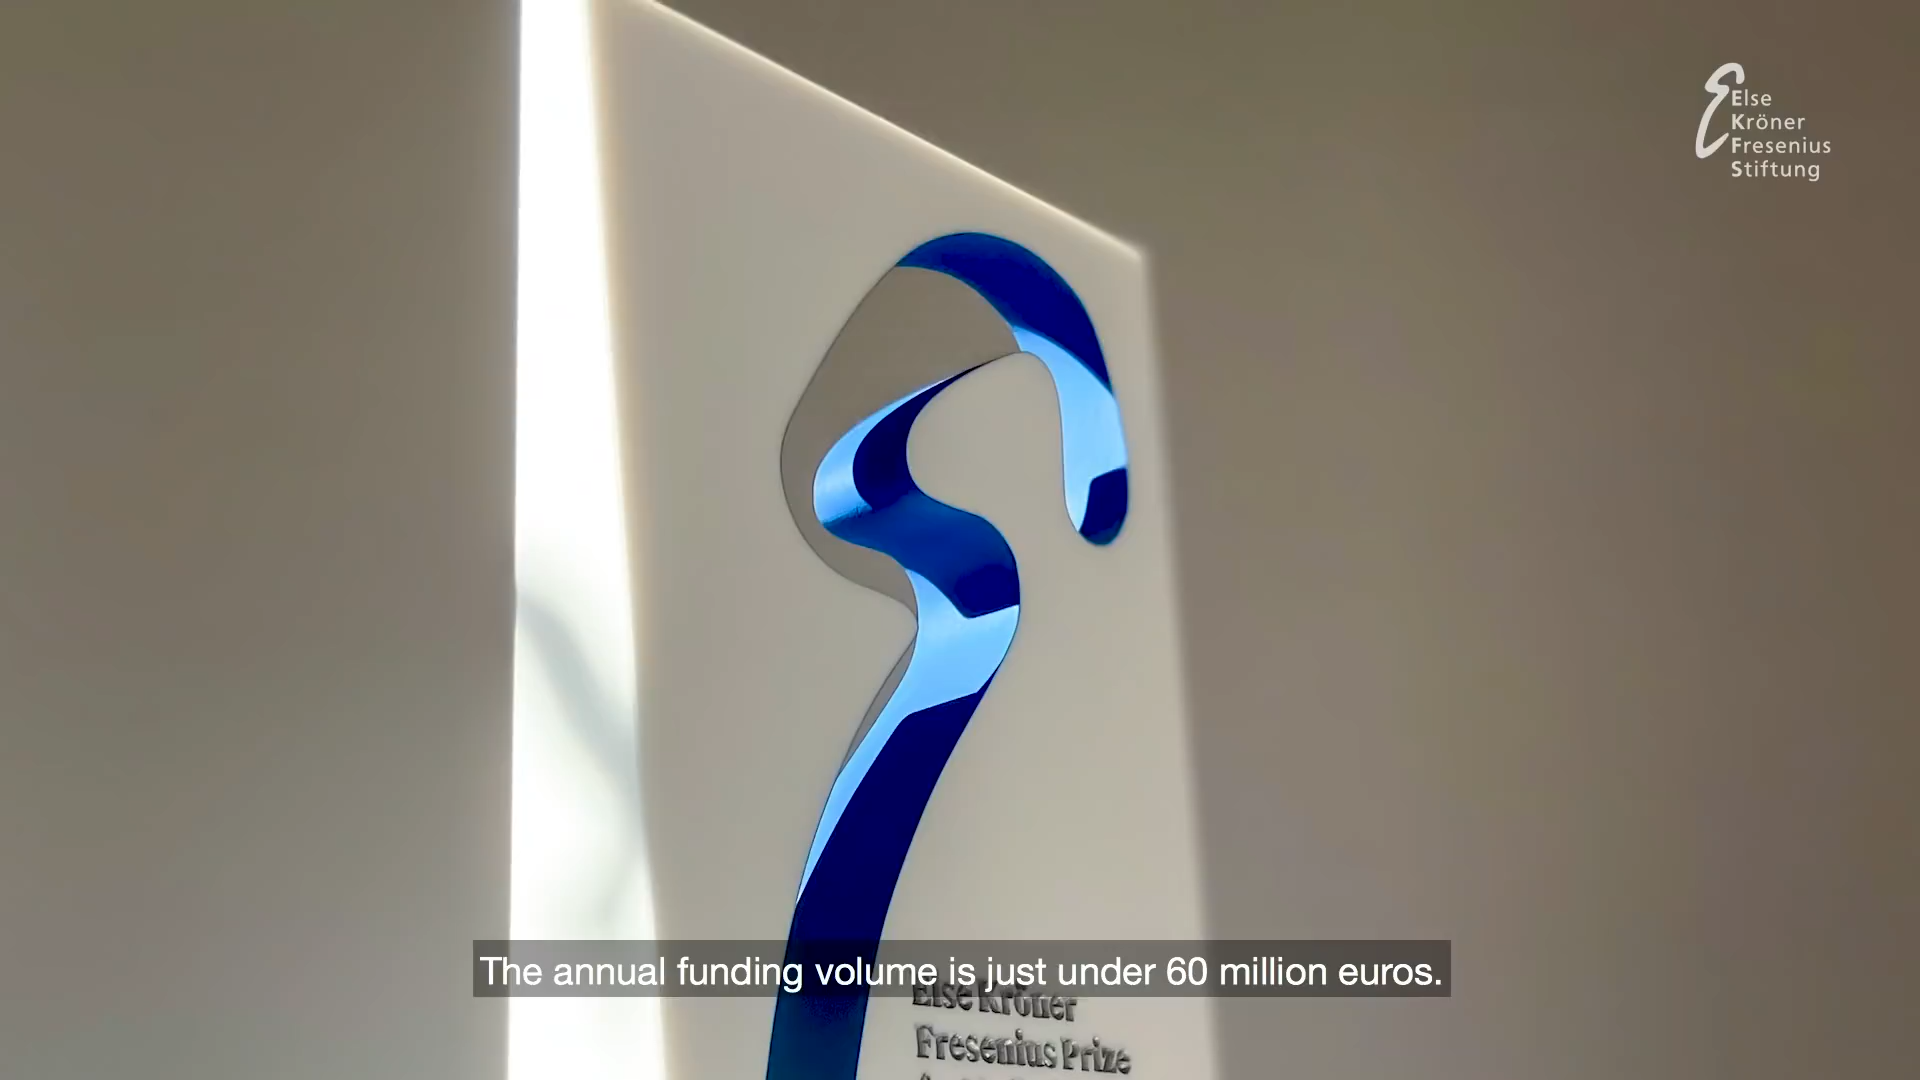 Else
Kröner
Fresenius
Stiftung
The annual funding volume is just under 60 million euros.
Else Kröner
Fresenius Prize